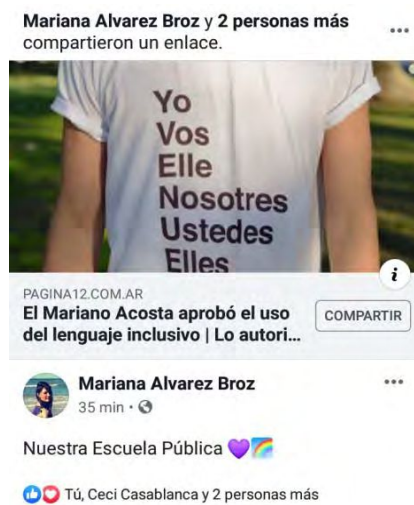 Mariana Alvarez Broz y 2 personas más
compartieron un enlace.
Yo
Vos
Elle
Nosotres
Ustedes
Elles
PAGINA12.COM.AR
El Mariano Acosta aprobó el uso
del lenguaje inclusivo | Lo autori...
COMPARTIR
Mariana Alvarez Broz
35 min
Nuestra Escuela Pública 💜🌈
Tú, Ceci Casablanca y 2 personas más